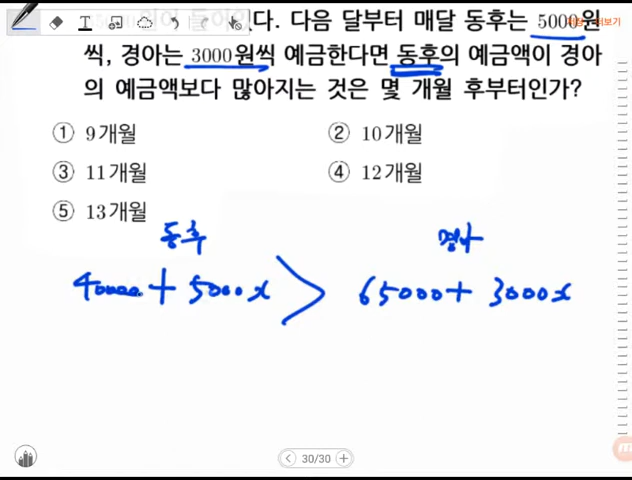 있다. 다음 달부터 매달 동후는 5000원
씩, 경아는 3000원씩 예금한다면 동후의 예금액이 경아
의 예금액보다 많아지는 것은 몇 개월 후부터인가?
① 9개월
② 10개월
③ 11개월
④ 12개월
⑤ 13개월
동후
경아
40000 + 5000x > 65000 + 3000x
30/30